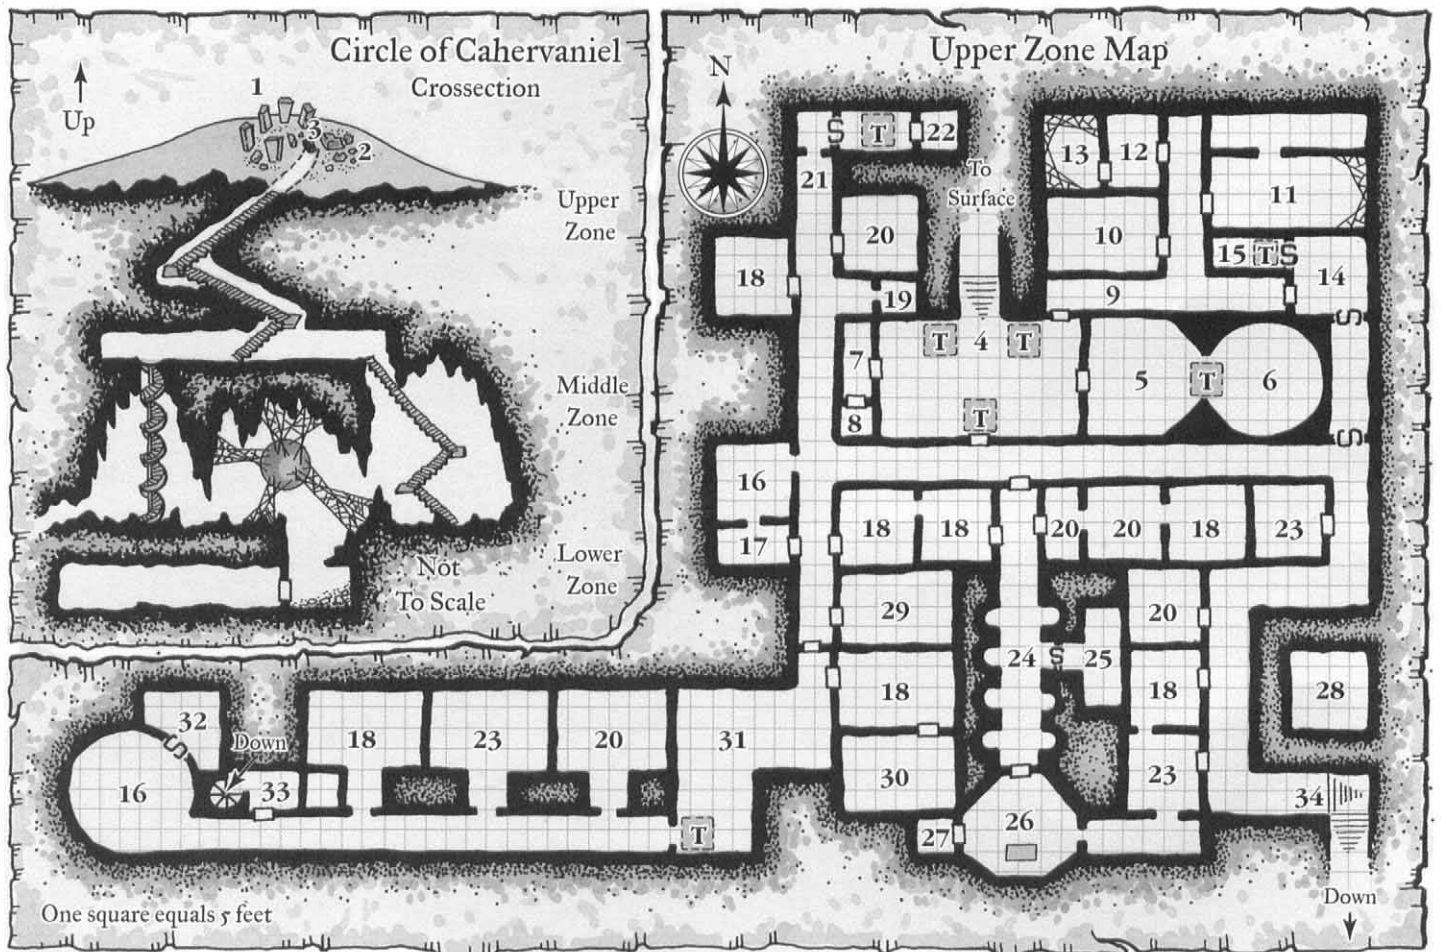 Circle of Cahervaniel
Crossection
Up
1
3
2
Upper
Zone
Middle
Zone
Lower
Zone
Not
To Scale
Upper Zone Map
N
S
T
22
To
Surface
13
12
11
21
20
10
15
T
S
14
18
19
9
S
T
4
T
7
5
T
6
8
T
S
16
17
18
18
20
20
18
23
29
20
24
S
25
18
18
28
30
23
26
27
34
Down
32
S
Down
16
33
18
23
20
31
T
One square equals 5 feet